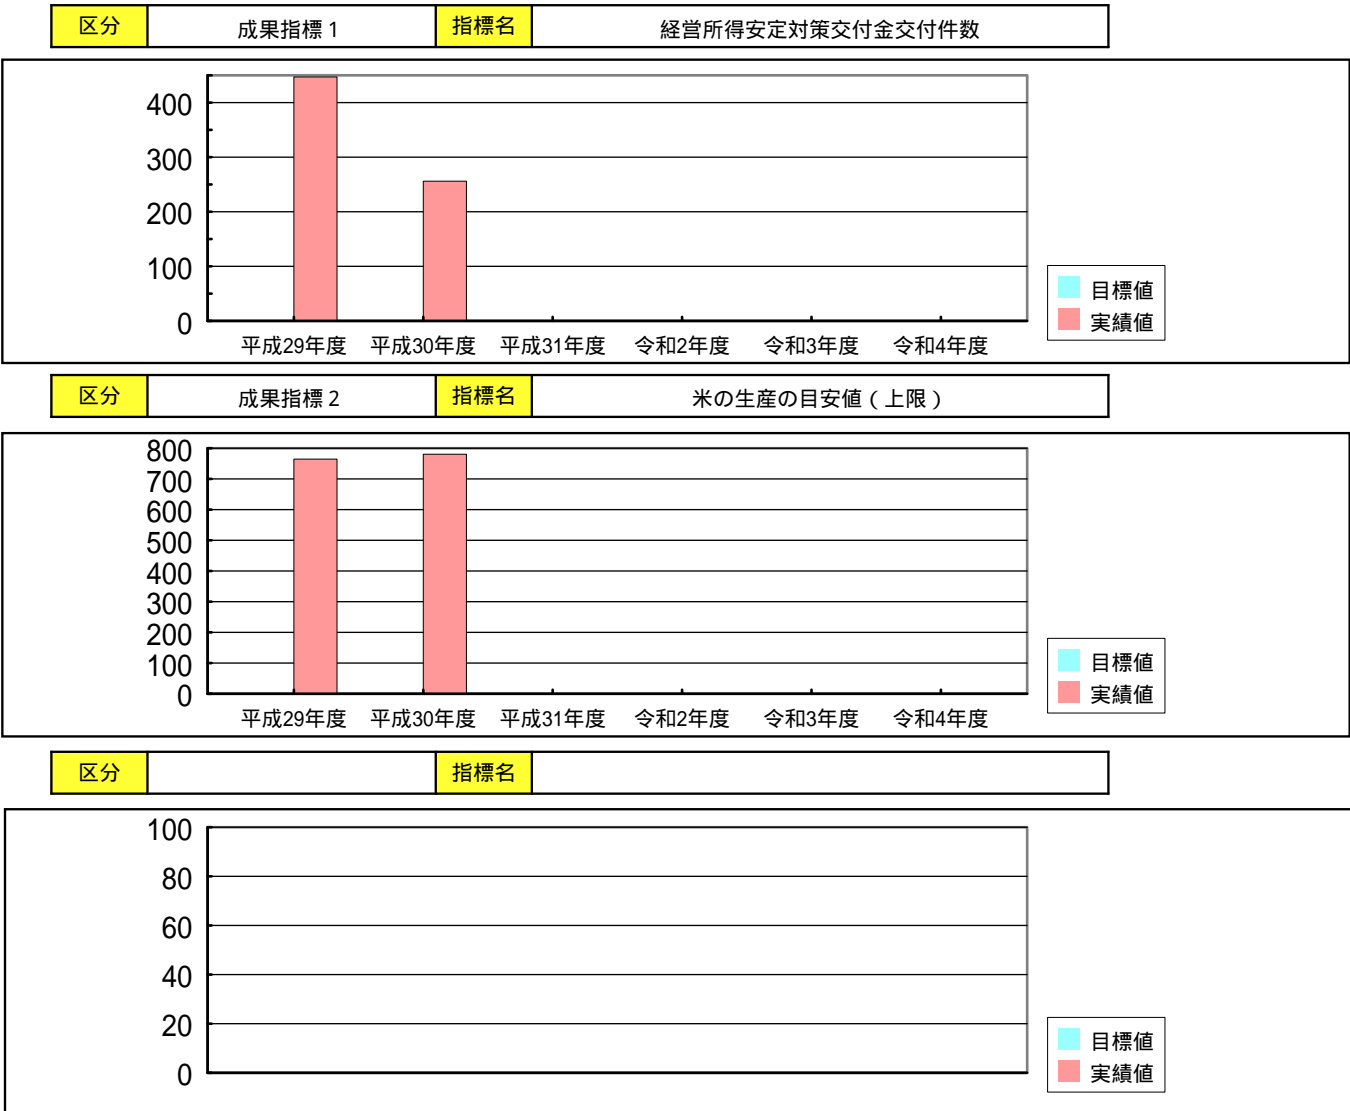 区分 成果指標1 指標名 経営所得安定対策交付金交付件数
400
300
200
100
0
平成29年度 平成30年度 平成31年度 令和2年度 令和3年度 令和4年度
目標値
実績値
区分 成果指標2 指標名 米の生産の目安値(上限)
800
700
600
500
400
300
200
100
0
平成29年度 平成30年度 平成31年度 令和2年度 令和3年度 令和4年度
目標値
実績値
区分 指標名
100
80
60
40
20
0
目標値
実績値